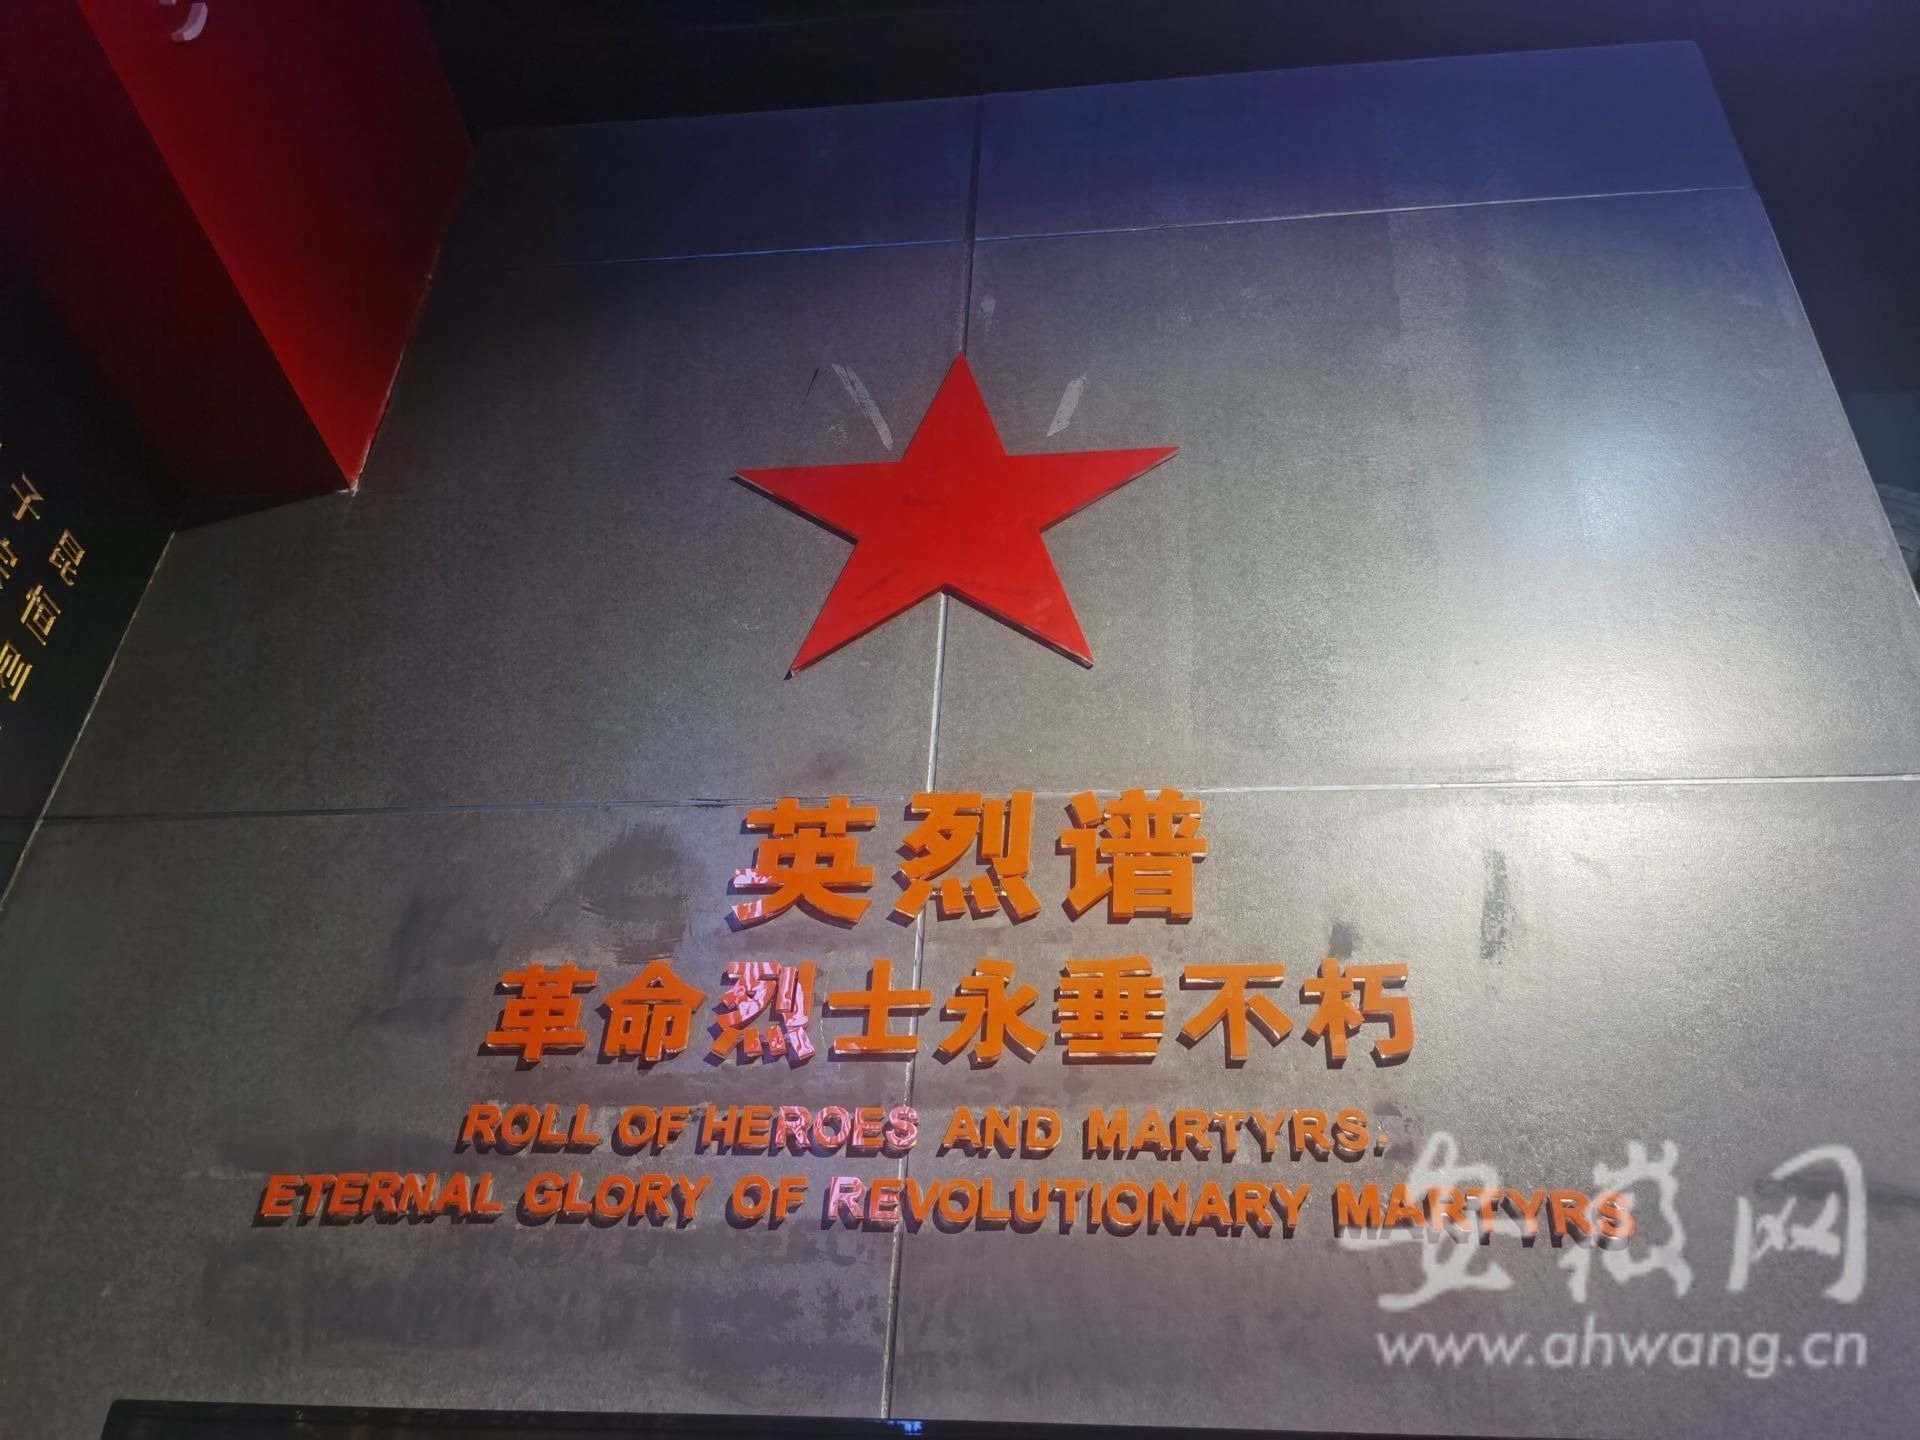 英烈谱
革命烈士永垂不朽
ROLL OF HEROES AND MARTYRS.
ETERNAL GLORY OF REVOLUTIONARY MARTYRS
安徽网
www.ahwang.cn